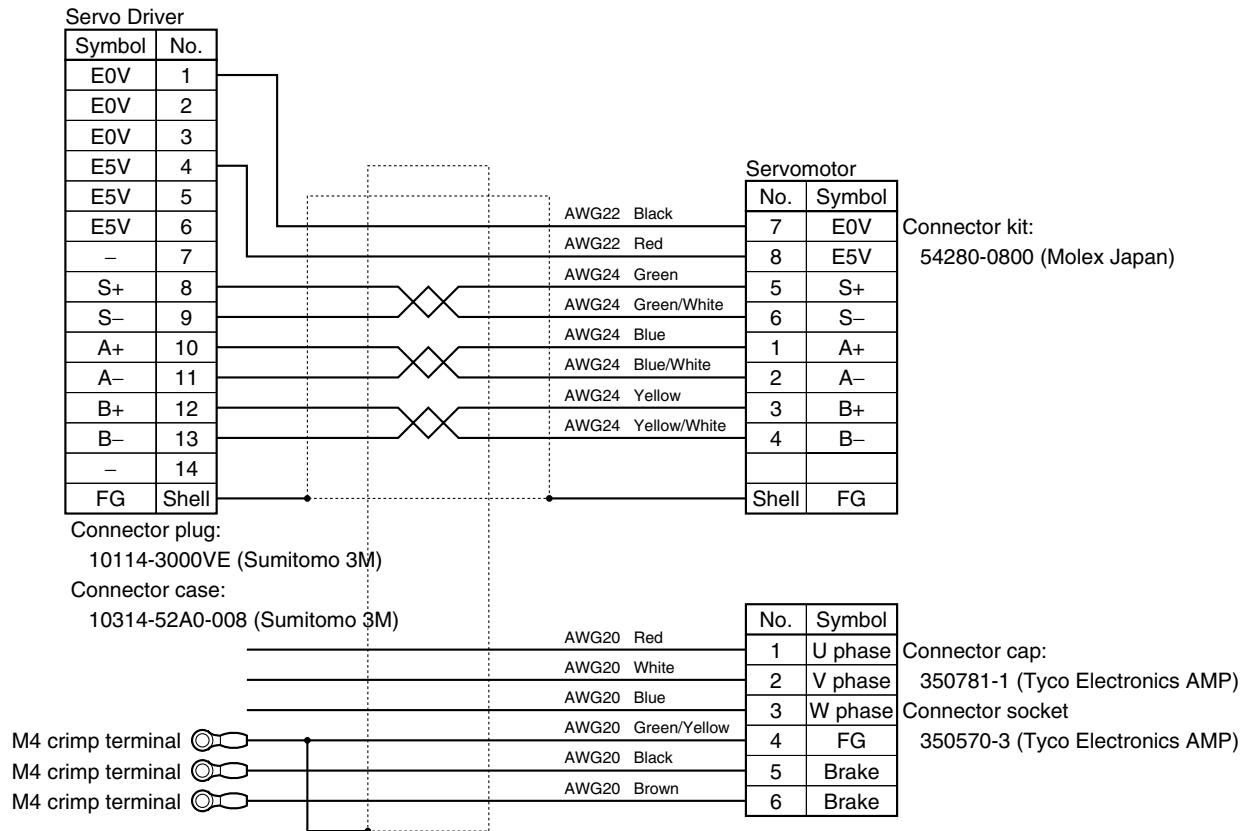 Servo Driver
Symbol No.
E0V 1
E0V 2
E0V 3
E5V 4
E5V 5
E5V 6
– 7
S+ 8
S– 9
A+ 10
A– 11
B+ 12
B– 13
– 14
FG Shell
Connector plug:
10114-3000VE (Sumitomo 3M)
Connector case:
10314-52A0-008 (Sumitomo 3M)
AWG22 Black
AWG22 Red
AWG24 Green
AWG24 Green/White
AWG24 Blue
AWG24 Blue/White
AWG24 Yellow
AWG24 Yellow/White
Servomotor
No. Symbol
7 E0V
8 E5V
5 S+
6 S–
1 A+
2 A–
3 B+
4 B–
Shell FG
Connector kit:
54280-0800 (Molex Japan)
M4 crimp terminal
M4 crimp terminal
M4 crimp terminal
AWG20 Red
AWG20 White
AWG20 Blue
AWG20 Green/Yellow
AWG20 Black
AWG20 Brown
No. Symbol
1 U phase
2 V phase
3 W phase
4 FG
5 Brake
6 Brake
Connector cap:
350781-1 (Tyco Electronics AMP)
Connector socket
350570-3 (Tyco Electronics AMP)